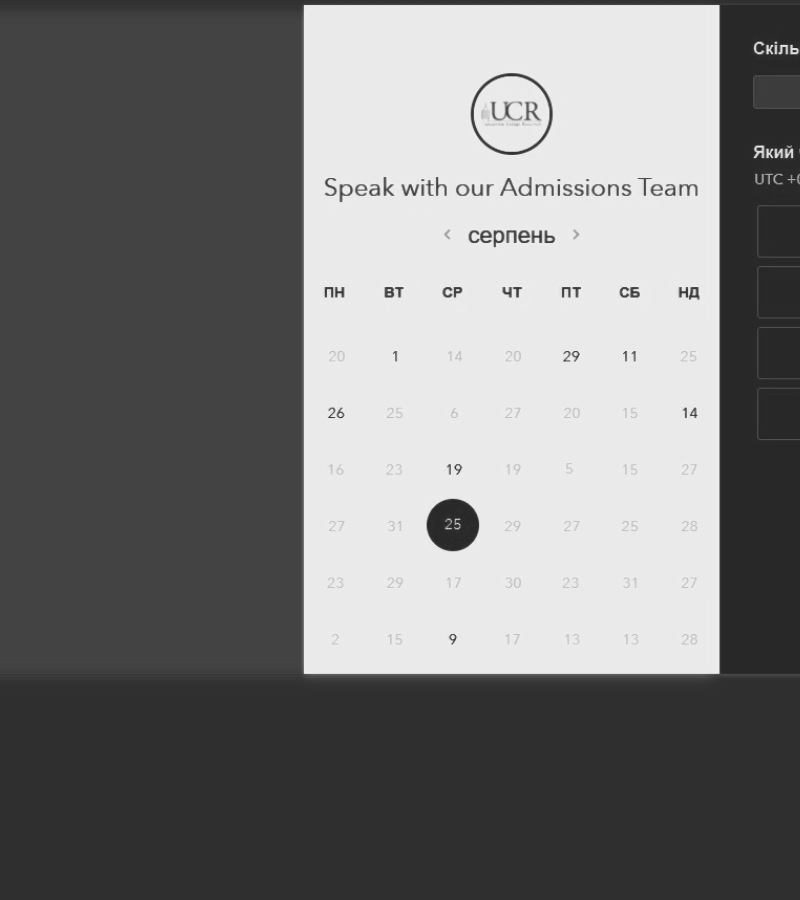 UCR
Speak with our Admissions Team
серпень
ПН ВТ СР ЧТ ПТ СБ НД
20 1 14 20 29 11 25
26 25 6 27 20 15 14
16 23 19 19 5 15 27
27 31 25 29 27 25 28
23 29 17 30 23 31 27
2 15 9 17 13 13 28
Скіль
Який
UTC